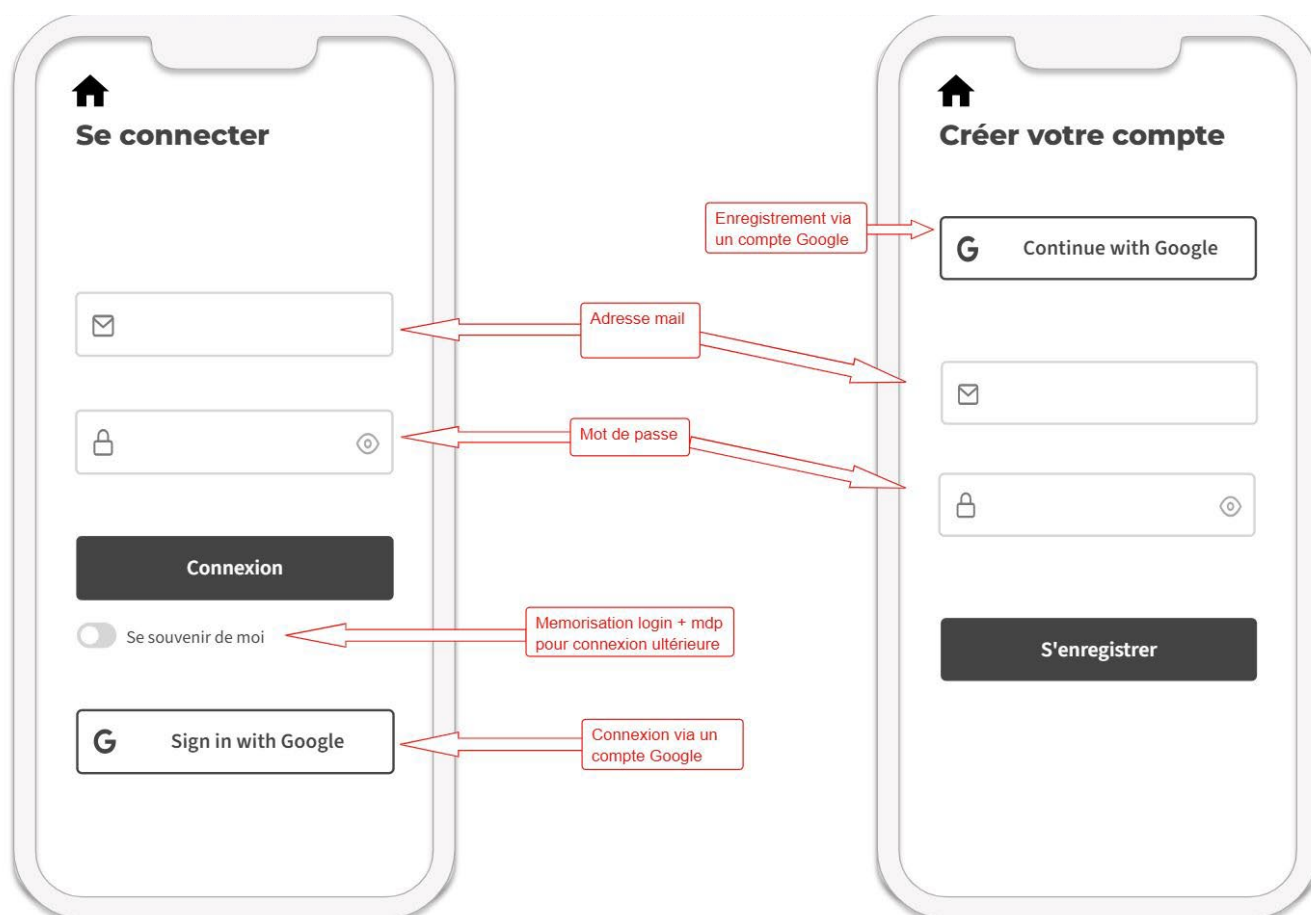 Se connecter
Connexion
Se souvenir de moi
G Sign in with Google
Enregistrement via
un compte Google
Adresse mail
Mot de passe
Memorisation login + mdp
pour connexion ultérieure
Connexion via un
compte Google
Créer votre compte
G Continue with Google
S'enregistrer